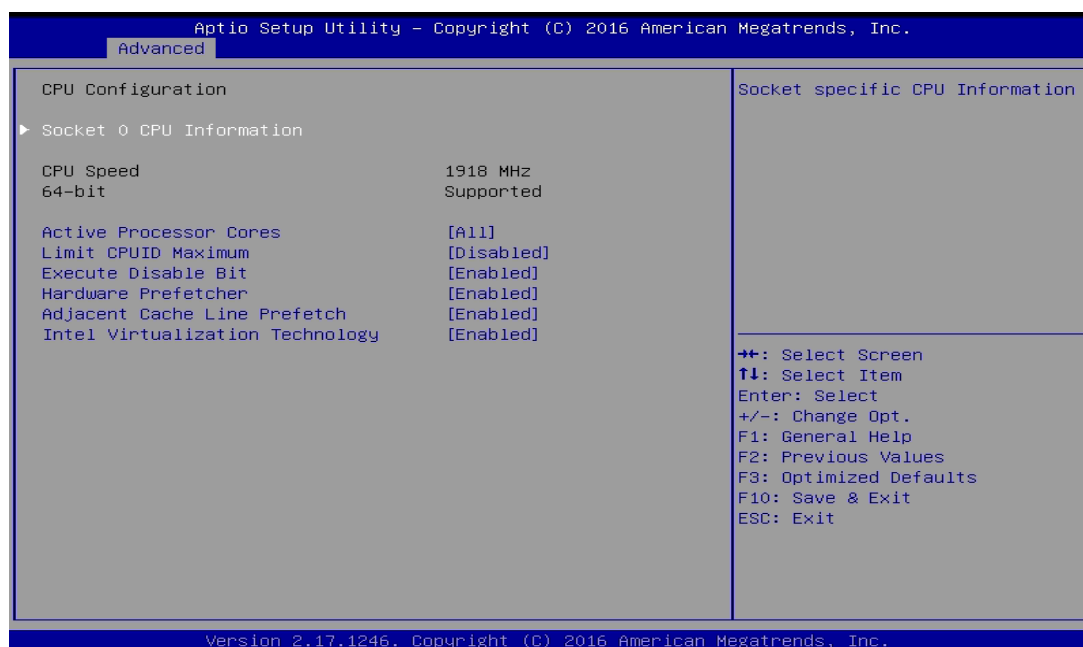 Aptio Setup Utility – Copyright (C) 2016 American Megatrends, Inc.
Advanced
CPU Configuration
▶ Socket 0 CPU Information
CPU Speed 1918 MHz
64-bit Supported
Active Processor Cores [All]
Limit CPUID Maximum [Disabled]
Execute Disable Bit [Enabled]
Hardware Prefetcher [Enabled]
Adjacent Cache Line Prefetch [Enabled]
Intel Virtualization Technology [Enabled]
Socket specific CPU Information
→←: Select Screen
↑↓: Select Item
Enter: Select
+/-: Change Opt.
F1: General Help
F2: Previous Values
F3: Optimized Defaults
F10: Save & Exit
ESC: Exit
Version 2.17.1246. Copyright (C) 2016 American Megatrends, Inc.